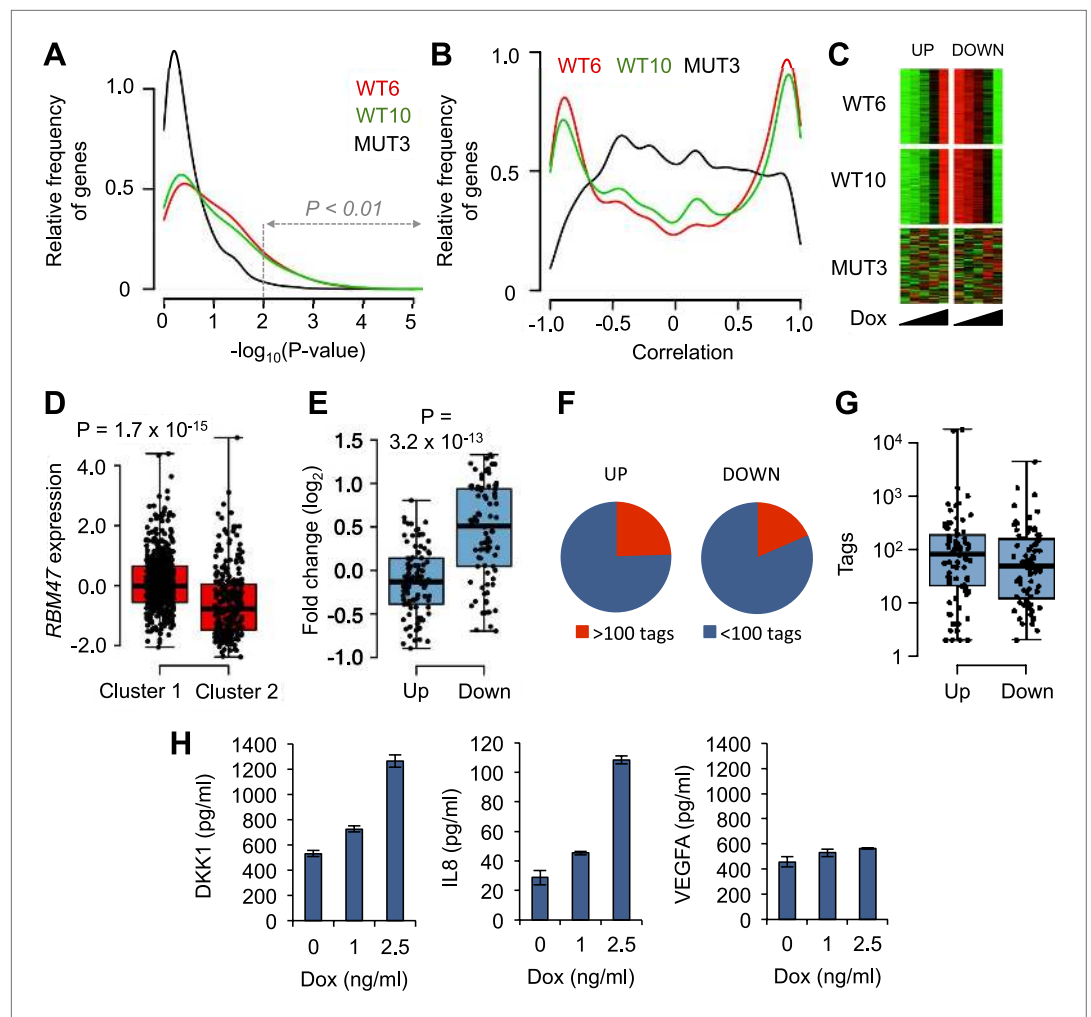 A
Relative frequency
of genes
1.0
0.5
0
WT6
WT10
MUT3
P < 0.01
0 1 2 3 4 5
-log10(P-value)
B
Relative frequency
of genes
1.0
0.5
0
WT6 WT10 MUT3
-1.0 -0.5 0 0.5 1.0
Correlation
C
UP DOWN
WT6
WT10
MUT3
Dox
D
P = 1.7 x 10-15
RBM47 expression
4.0
2.0
0.0
-2.0
Cluster 1 Cluster 2
E
P =
3.2 x 10-13
Fold change (log2)
1.5
1.0
0.5
0.0
-0.5
-1.0
Up Down
F
UP DOWN
>100 tags <100 tags
G
Tags
104
103
102
10
1
Up Down
H
DKK1 (pg/ml)
1400
1200
1000
800
600
400
200
0
0 1 2.5
Dox (ng/ml)
IL8 (pg/ml)
120
100
80
60
40
20
0
0 1 2.5
Dox (ng/ml)
VEGFA (pg/ml)
1400
1200
1000
800
600
400
200
0
0 1 2.5
Dox (ng/ml)